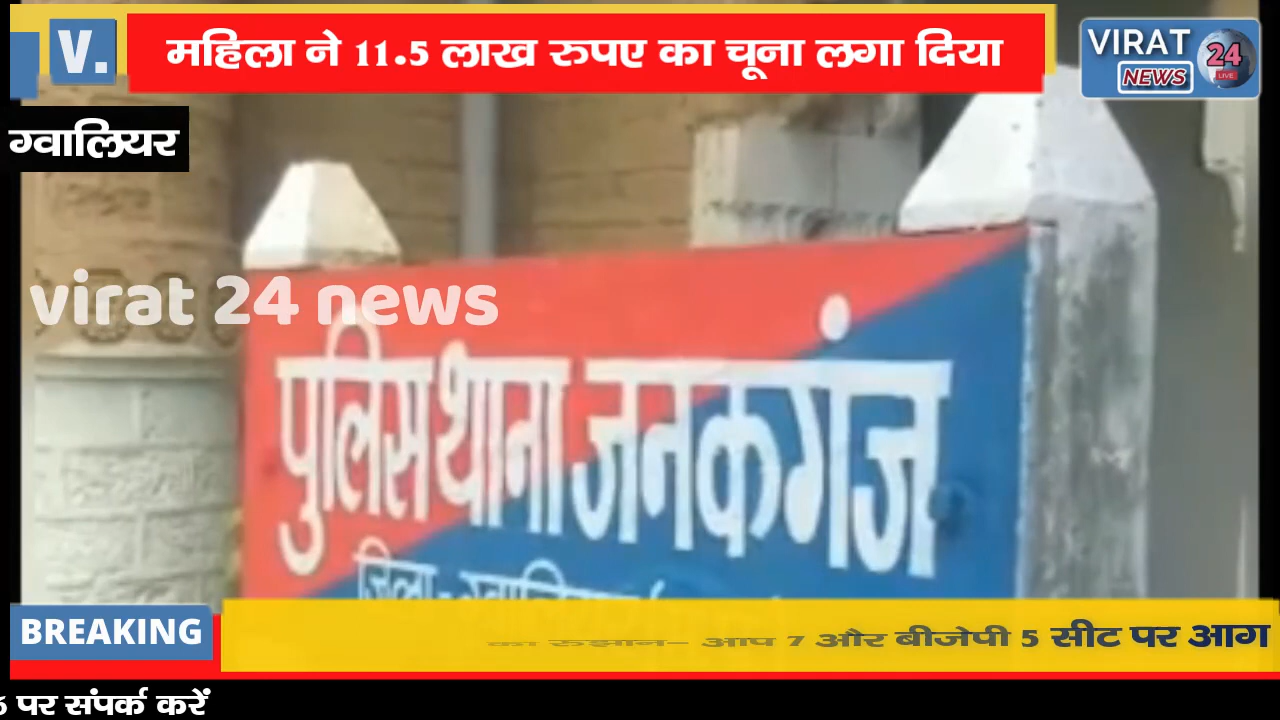 V.
महिला ने 11.5 लाख रुपए का चूना लगा दिया
VIRAT
NEWS
24
LIVE
ग्वालियर
virat 24 news
पुलिस थाना जनकगंज
जिला-ग्वालियर
BREAKING
का रुझान- आप 7 और बीजेपी 5 सीट पर आग
पर संपर्क करें